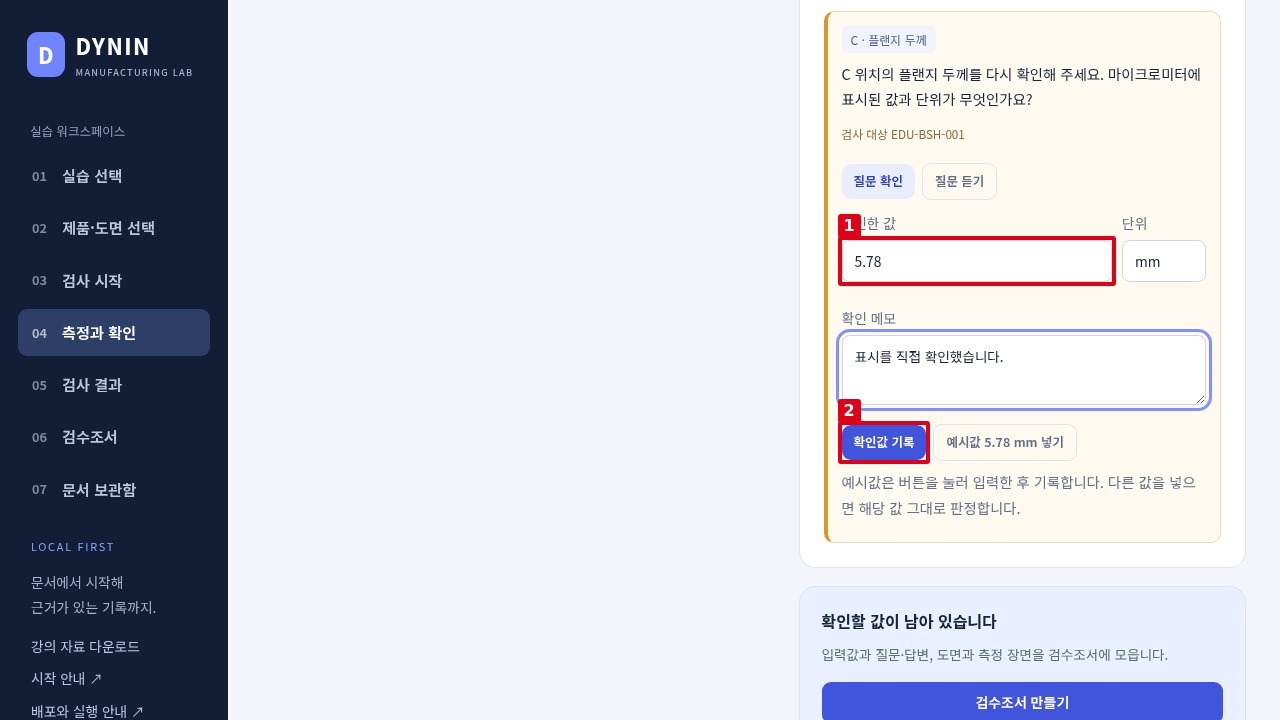 D
DYNIN
MANUFACTURING LAB
실습 워크스페이스
01 실습 선택
02 제품·도면 선택
03 검사 시작
04 측정과 확인
05 검사 결과
06 검수조서
07 문서 보관함
LOCAL FIRST
문서에서 시작해
근거가 있는 기록까지.
강의 자료 다운로드
시작 안내 ↗
배포와 실행 안내 ↗
C · 플랜지 두께
C 위치의 플랜지 두께를 다시 확인해 주세요. 마이크로미터에
표시된 값과 단위가 무엇인가요?
검사 대상 EDU-BSH-001
질문 확인 질문 듣기
1 값 단위
5.78 mm
확인 메모
표시를 직접 확인했습니다.
2
확인값 기록 예시값 5.78 mm 넣기
예시값은 버튼을 눌러 입력한 후 기록합니다. 다른 값을 넣으
면 해당 값 그대로 판정합니다.
확인할 값이 남아 있습니다
입력값과 질문·답변, 도면과 측정 장면을 검수조서에 모읍니다.
검수조서 만들기